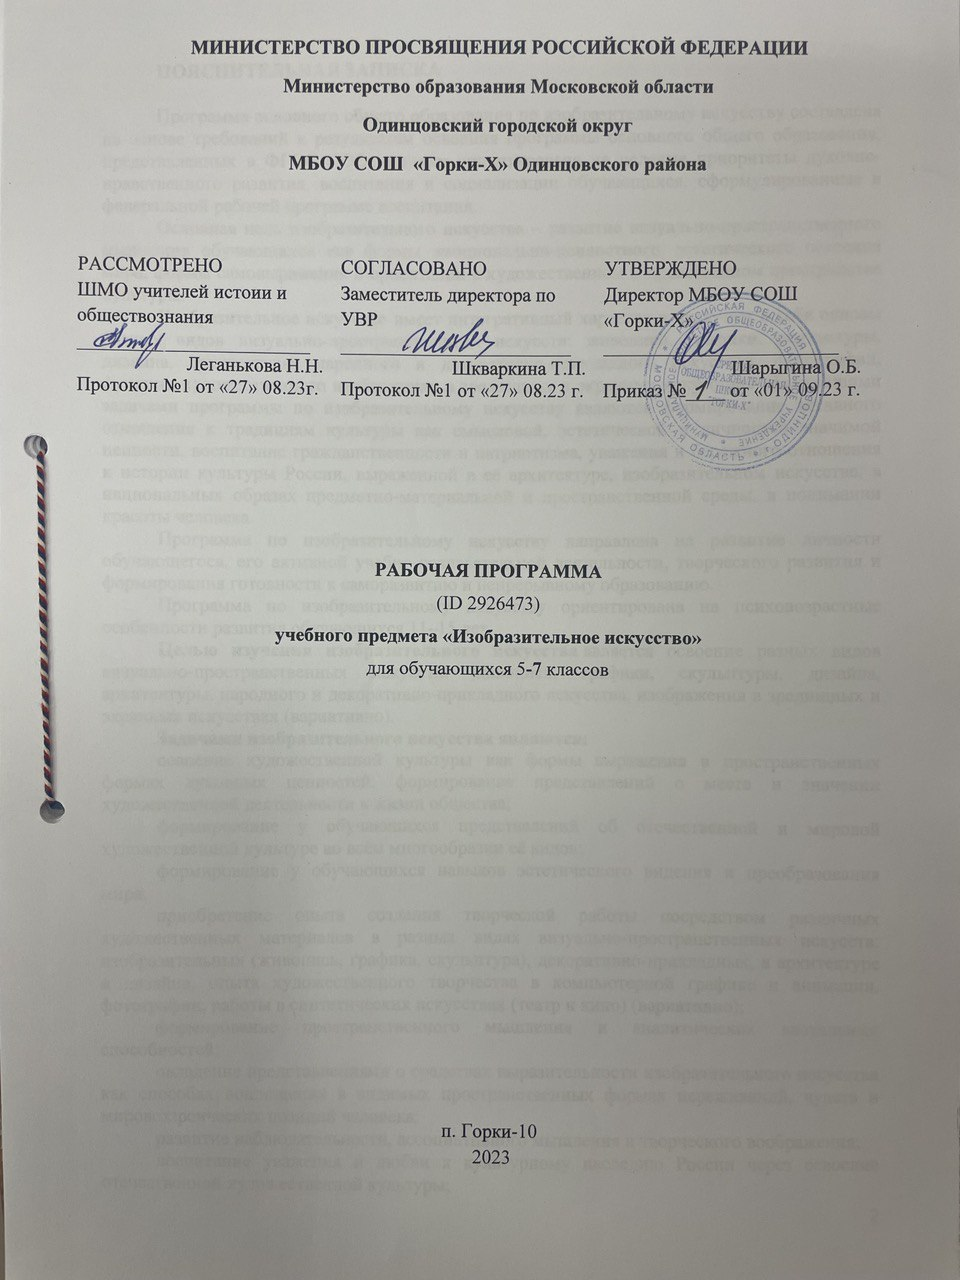 МИНИСТЕРСТВО ПРОСВЯЩЕНИЯ РОССИЙСКОЙ ФЕДЕРАЦИИ
Министерство образования Московской области
Одинцовский городской округ
МБОУ СОШ «Горки-Х» Одинцовского района
РАССМОТРЕНО
ШМО учителей истоии и
обществознания
Леганькова Н.Н.
Протокол №1 от «27» 08.23г.
СОГЛАСОВАНО
Заместитель директора по
УВР
Шкваркина Т.П.
Протокол №1 от «27» 08.23 г.
УТВЕРЖДЕНО
Директор МБОУ СОШ
«Горки-Х»
Шарыгина О.Б.
Приказ № 1 от «01» 09.23 г.
РАБОЧАЯ ПРОГРАММА
(ID 2926473)
учебного предмета «Изобразительное искусство»
для обучающихся 5-7 классов
п. Горки-10
2023